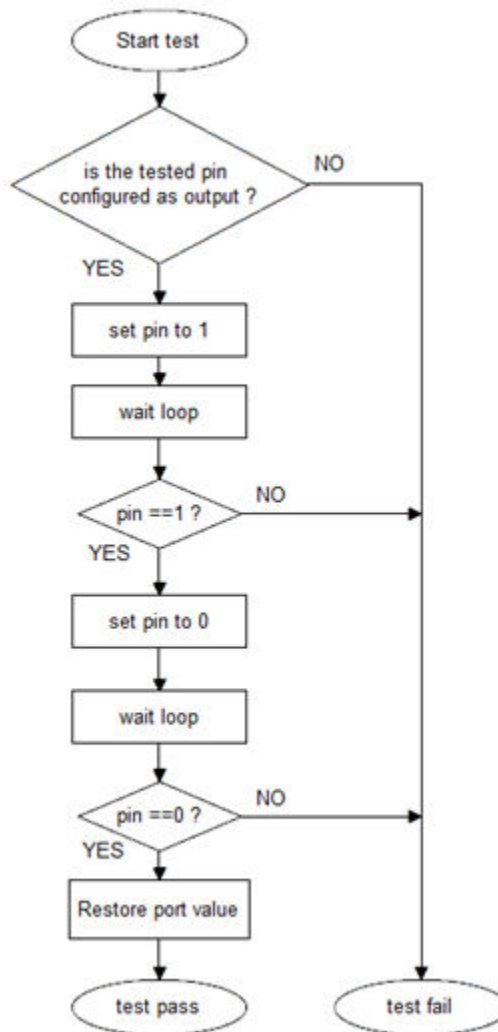 Start test
is the tested pin
configured as output ?
NO
YES
set pin to 1
wait loop
pin ==1 ?
NO
YES
set pin to 0
wait loop
pin ==0 ?
NO
YES
Restore port value
test pass
test fail